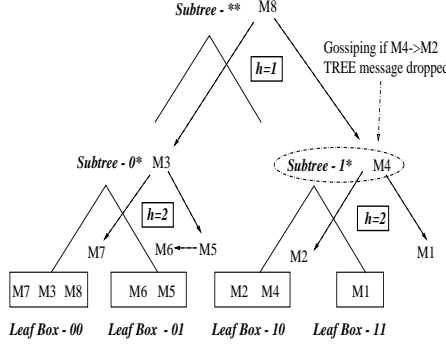 Subtree - ** M8
Gossiping if M4->M2
TREE message dropped
h=1
Subtree - 0* M3
Subtree - 1* M4
h=2
h=2
M7 M6 M5
M2 M1
M7 M3 M8
M6 M5
M2 M4
M1
Leaf Box - 00 Leaf Box - 01 Leaf Box - 10 Leaf Box - 11